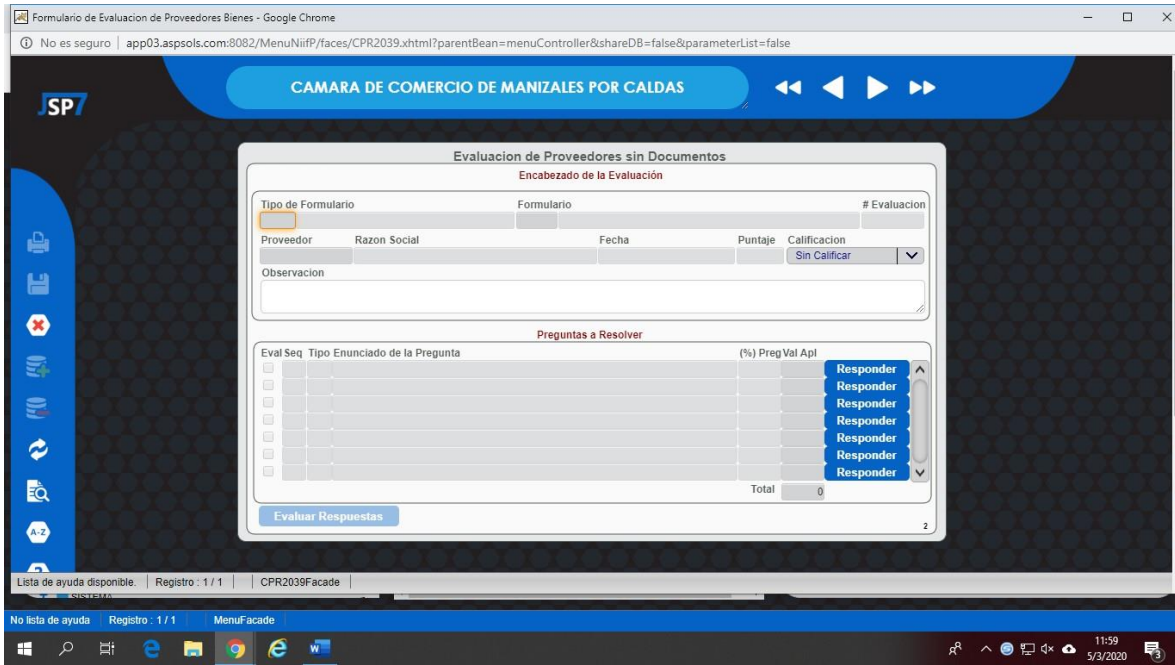 Formulario de Evaluacion de Proveedores Bienes - Google Chrome
No es seguro | app03.aspsols.com:8082/MenuNiifP/faces/CPR2039.xhtml?parentBean=menuController&shareDB=false&parameterList=false
JSP7
CAMARA DE COMERCIO DE MANIZALES POR CALDAS
Evaluacion de Proveedores sin Documentos
Encabezado de la Evaluación
Tipo de Formulario Formulario # Evaluacion
Proveedor Razon Social Fecha Puntaje Calificacion
Sin Calificar
Observacion
Preguntas a Resolver
Eval Seq Tipo Enunciado de la Pregunta (%) Preg Val Apl
Responder
Responder
Responder
Responder
Responder
Responder
Responder
Total 0
Evaluar Respuestas
2
A-Z
Lista de ayuda disponible. Registro : 1 / 1 CPR2039Facade
SISTEMA
No lista de ayuda Registro : 1 / 1 MenuFacade
11:59
5/3/2020
3